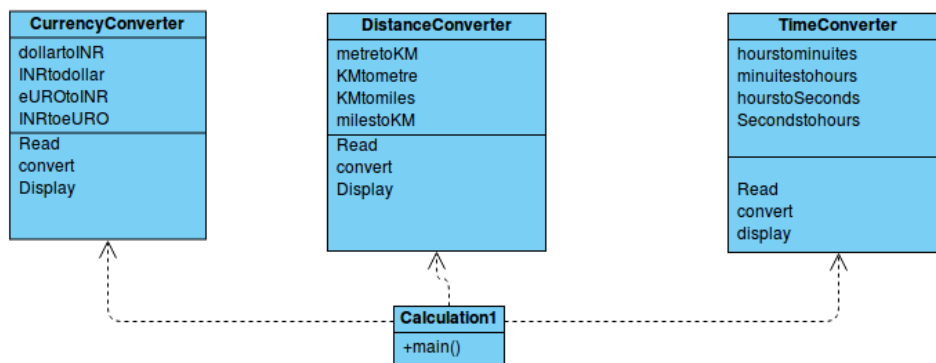 CurrencyConverter
dollartoINR
INRtodollar
eUROtoINR
INRtoeURO
Read
convert
Display
DistanceConverter
metretoKM
KMtometre
KMtomiles
milestoKM
Read
convert
Display
TimeConverter
hourstominuites
minuitestohours
hourstoSeconds
Secondstohours
Read
convert
display
Calculation1
+main()